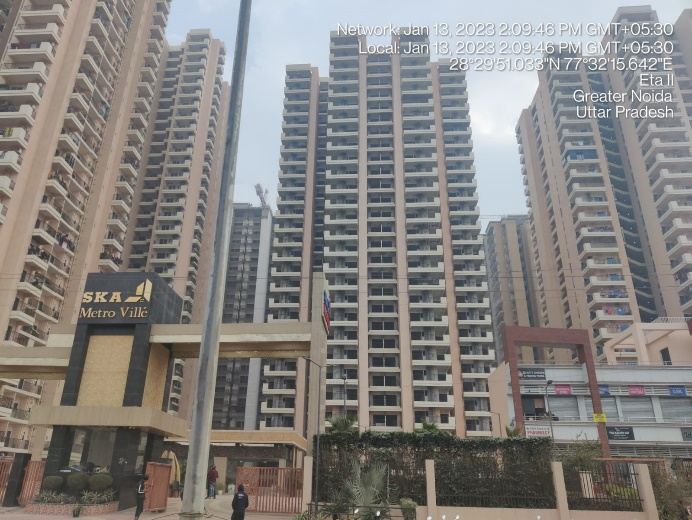 Network: Jan 13, 2023 2:09:46 PM GMT+05:30
Local: Jan 13, 2023 2:09:46 PM GMT+05:30
28°29'51.033"N 77°32'15.642"E
Eta II
Greater Noida
Uttar Pradesh
SKA
Metro Ville